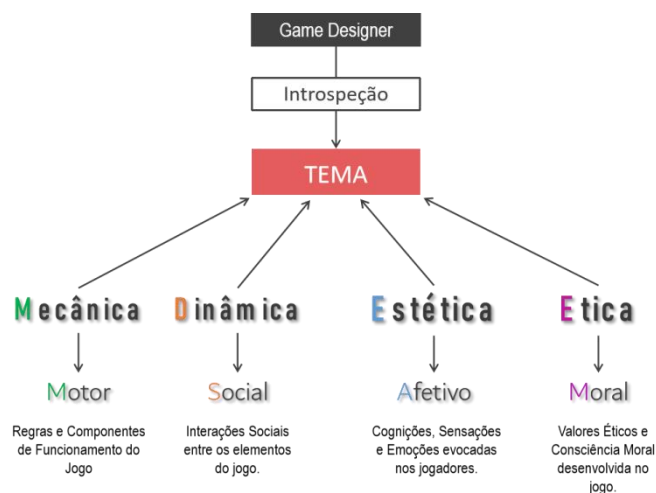 Game Designer
Introspeção
TEMA
Mecânica
Dinâmica
Estética
Etica
Motor
Social
Afetivo
Moral
Regras e Componentes
de Funcionamento do
Jogo
Interações Sociais
entre os elementos
do jogo.
Cognições, Sensações
e Emoções evocadas
nos jogadores.
Valores Éticos e
Consciência Moral
desenvolvida no
jogo.